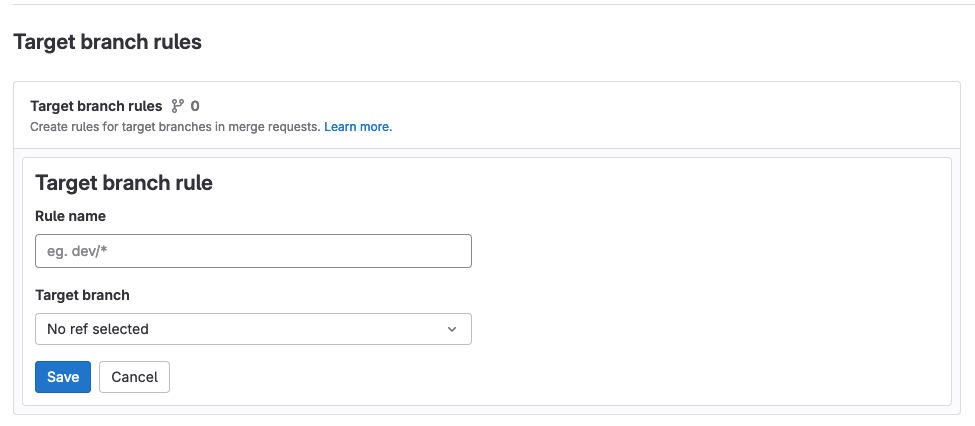 Target branch rules
Target branch rules 0
Create rules for target branches in merge requests. Learn more.
Target branch rule
Rule name
eg. dev/*
Target branch
No ref selected
Save Cancel